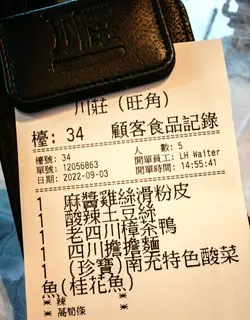 川莊（旺角）
檯: 34 顧客食品記錄
檯號: 34 人 數: 5
單號: 12056863 開單員工: LH Waiter
日期: 2022-09-03 開單時間: 14:55:41
1 麻醬雞絲滑粉皮
1 酸辣土豆絲
1 老四川樟茶鴨
1 四川擔擔麵
1 (珍寶)南充特色酸菜
魚(桂花魚)
* 辣 *
* 萵筍條 *